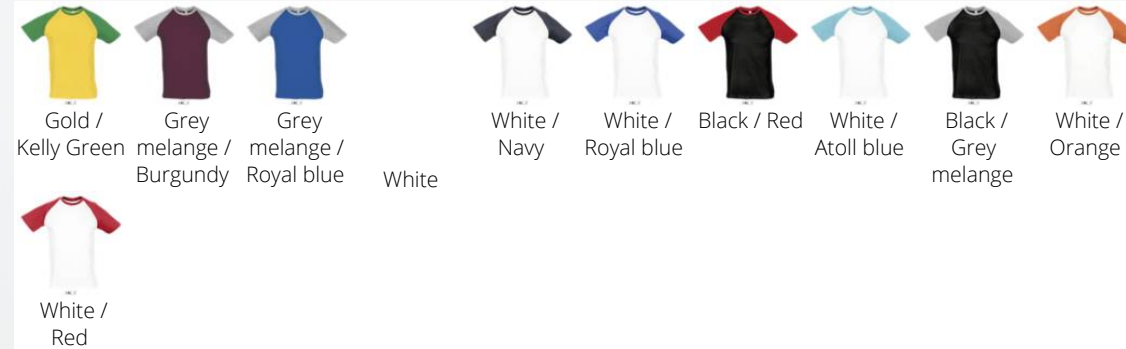 Gold /
Kelly Green
Grey
melange /
Burgundy
Grey
melange /
Royal blue
White
White /
Navy
White /
Royal blue
Black / Red
White /
Atoll blue
Black /
Grey
melange
White /
Orange
White /
Red